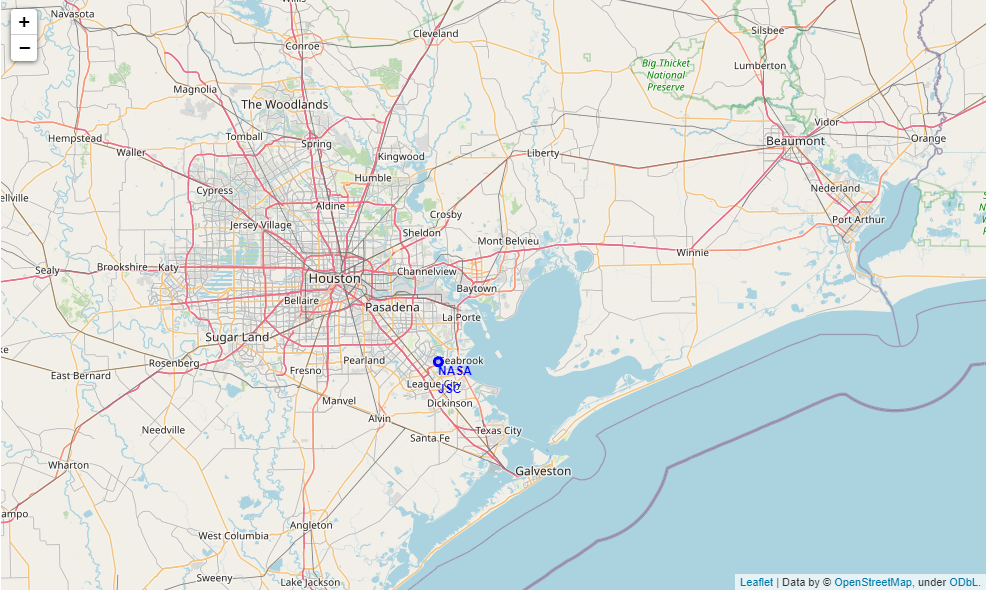 Navasota
Willis
Cleveland
Silsbee
Conroe
Big Thicket
National
Preserve
Lumberton
Magnolia
The Woodlands
Hempstead
Tomball
Spring
Vidor
Orange
Beaumont
Waller
Kingwood
Liberty
Humble
Cypress
Nederland
ellville
Aldine
Crosby
Port Arthur
Jersey Village
Sheldon
Mont Belvieu
Winnie
Sealy
Brookshire
Katy
Channelview
Houston
Baytown
Bellaire
Pasadena
La Porte
Sugar Land
Rosenberg
Pearland
Seabrook
East Bernard
Fresno
NASA
League City
JSC
Manvel
Dickinson
Alvin
Needville
Santa Fe
Texas City
Wharton
Galveston
ampo
Angleton
West Columbia
Sweeny
Lake Jackson
+
−
Leaflet | Data by © OpenStreetMap, under ODbL.